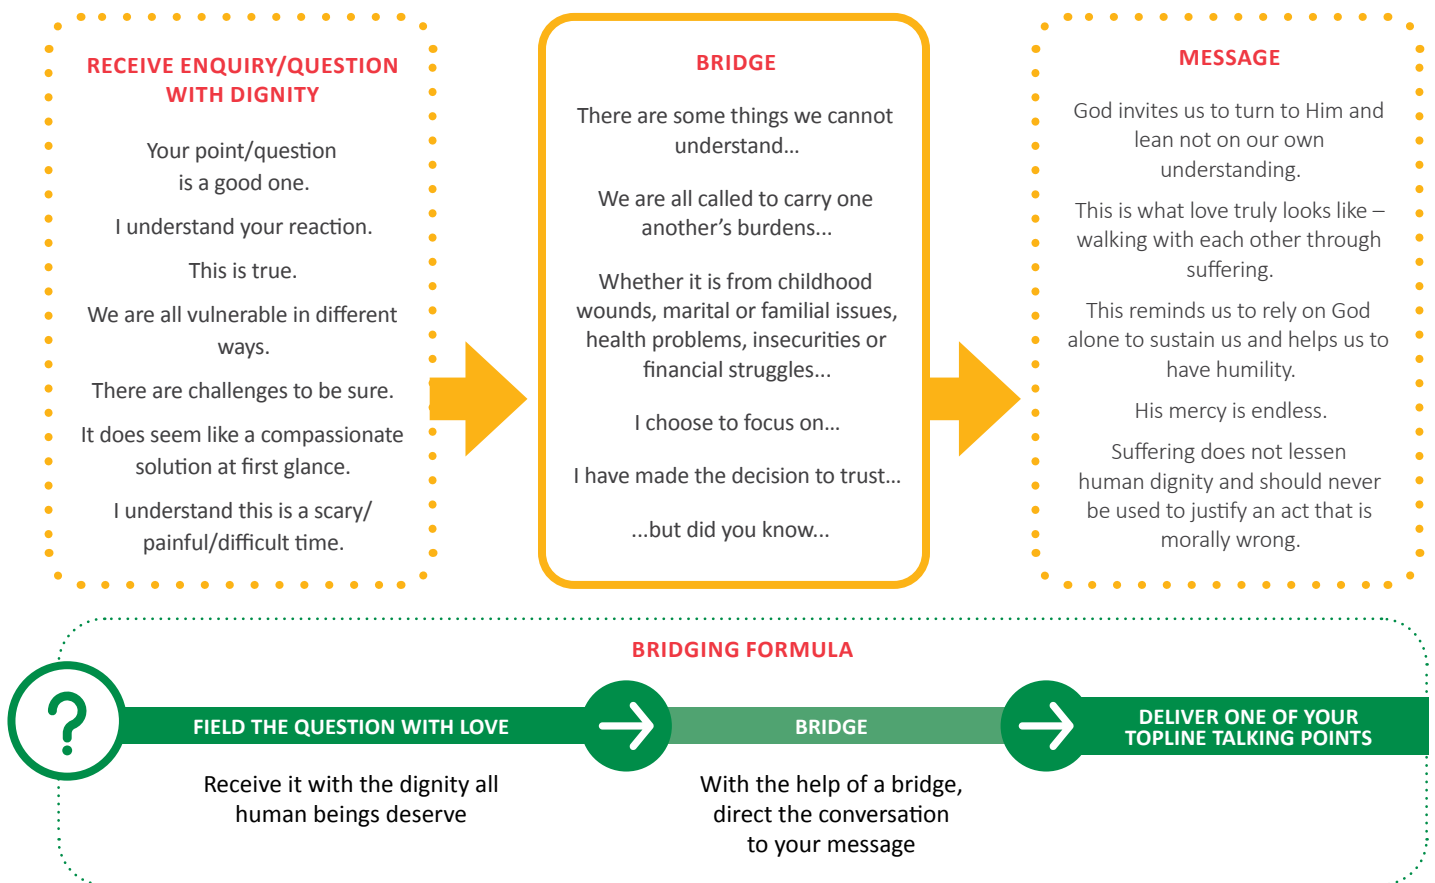 RECEIVE ENQUIRY/QUESTION
WITH DIGNITY
Your point/question
is a good one.
I understand your reaction.
This is true.
We are all vulnerable in different
ways.
There are challenges to be sure.
It does seem like a compassionate
solution at first glance.
I understand this is a scary/
painful/difficult time.
BRIDGE
There are some things we cannot
understand...
We are all called to carry one
another’s burdens...
Whether it is from childhood
wounds, marital or familial issues,
health problems, insecurities or
financial struggles...
I choose to focus on...
I have made the decision to trust...
...but did you know...
MESSAGE
God invites us to turn to Him and
lean not on our own
understanding.
This is what love truly looks like –
walking with each other through
suffering.
This reminds us to rely on God
alone to sustain us and helps us to
have humility.
His mercy is endless.
Suffering does not lessen
human dignity and should never
be used to justify an act that is
morally wrong.
BRIDGING FORMULA
?
FIELD THE QUESTION WITH LOVE
Receive it with the dignity all
human beings deserve
BRIDGE
With the help of a bridge,
direct the conversation
to your message
DELIVER ONE OF YOUR
TOPLINE TALKING POINTS